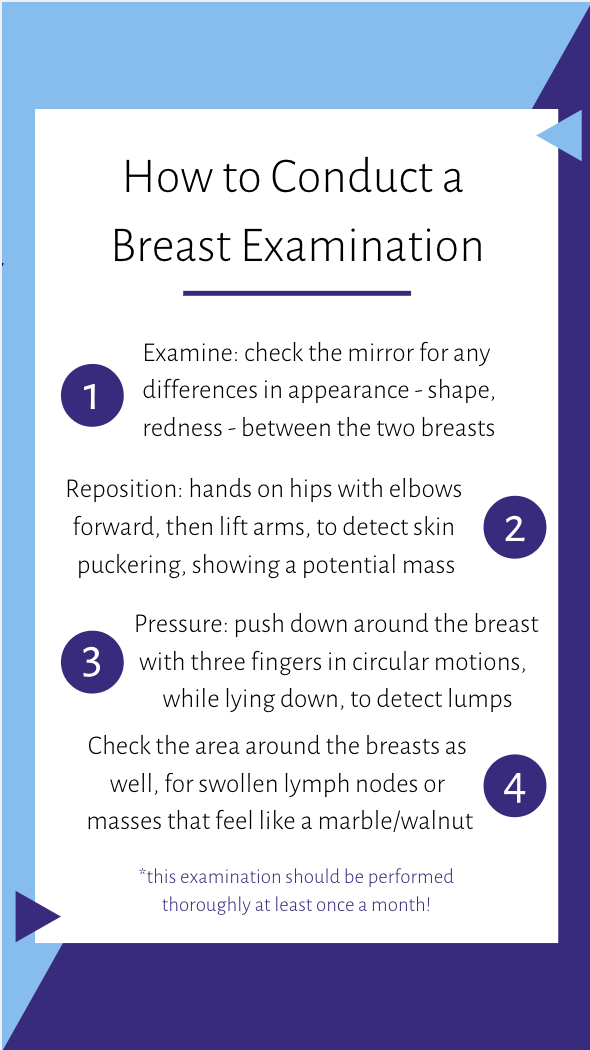 How to Conduct a
Breast Examination
1
Examine: check the mirror for any
differences in appearance - shape,
redness - between the two breasts
Reposition: hands on hips with elbows
forward, then lift arms, to detect skin
puckering, showing a potential mass
2
3
Pressure: push down around the breast
with three fingers in circular motions,
while lying down, to detect lumps
Check the area around the breasts as
well, for swollen lymph nodes or
masses that feel like a marble/walnut
4
*this examination should be performed
thoroughly at least once a month!